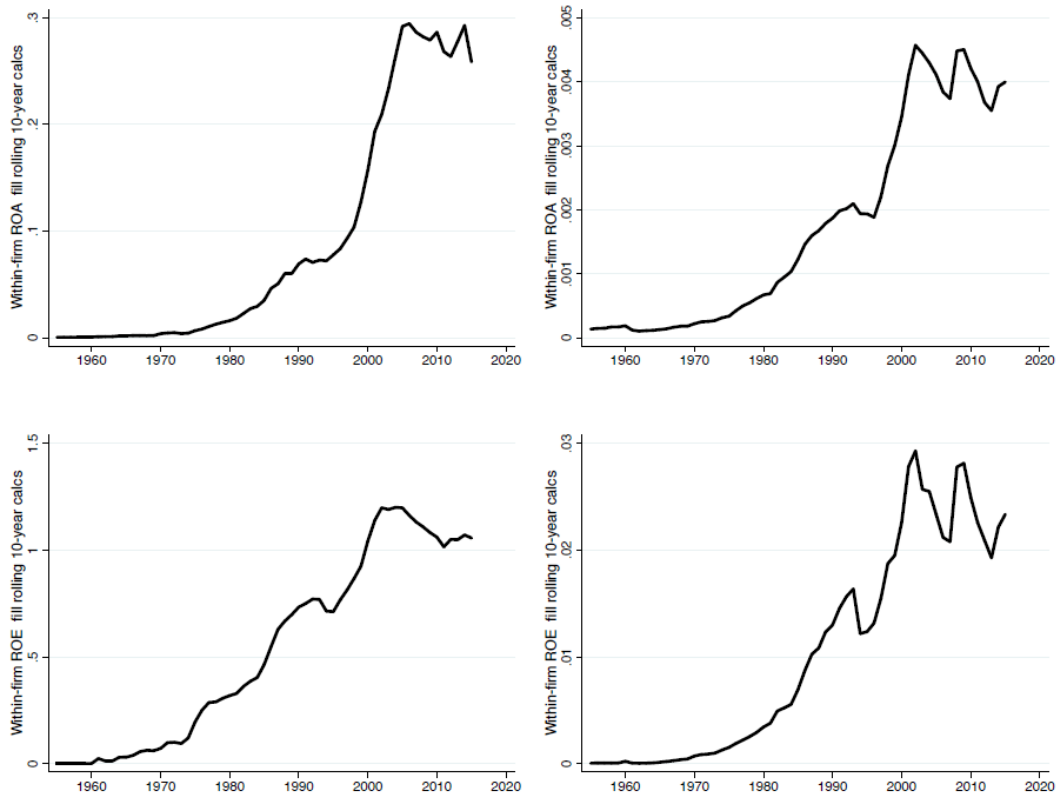 Within-firm ROA  fill rolling 10-year calcs
.3
.2
.1
0
1960 1970 1980 1990 2000 2010 2020
Within-firm ROA  fill rolling 10-year calcs
.005
.004
.003
.002
.001
0
1960 1970 1980 1990 2000 2010 2020
Within-firm ROE  fill rolling 10-year calcs
1.5
1
.5
0
1960 1970 1980 1990 2000 2010 2020
Within-firm ROE  fill rolling 10-year calcs
.03
.02
.01
0
1960 1970 1980 1990 2000 2010 2020